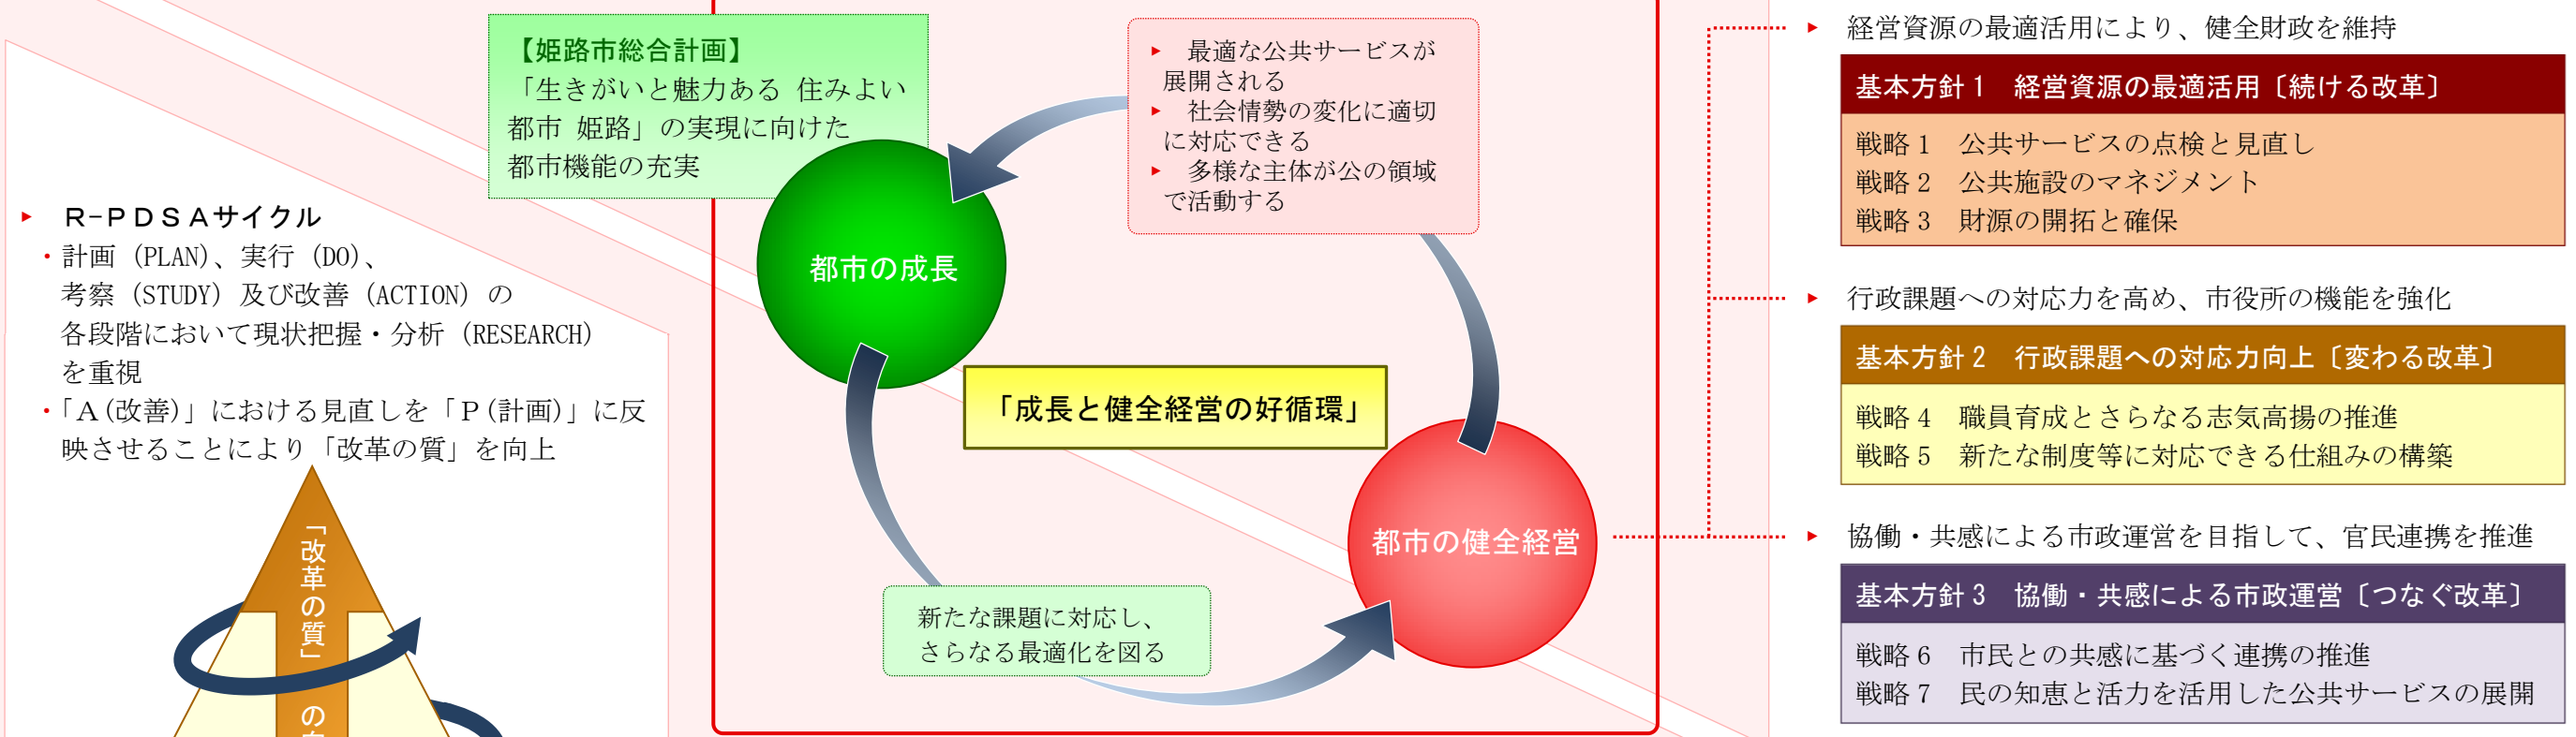 【姫路市総合計画】
「生きがいと魅力ある 住みよい
都市 姫路」の実現に向けた
都市機能の充実
▶ 最適な公共サービスが
展開される
▶ 社会情勢の変化に適切
に対応できる
▶ 多様な主体が公の領域
で活動する
都市の成長
「成長と健全経営の好循環」
都市の健全経営
新たな課題に対応し、
さらなる最適化を図る
▶ R-PDSAサイクル
・計画(PLAN)、実行(DO)、
考察(STUDY)及び改善(ACTION)の
各段階において現状把握・分析(RESEARCH)
を重視
・「A(改善)」における見直しを「P(計画)」に反
映させることにより「改革の質」を向上
「改革の質」の
▶ 経営資源の最適活用により、健全財政を維持
基本方針1 経営資源の最適活用〔続ける改革〕
戦略1 公共サービスの点検と見直し
戦略2 公共施設のマネジメント
戦略3 財源の開拓と確保
▶ 行政課題への対応力を高め、市役所の機能を強化
基本方針2 行政課題への対応力向上〔変わる改革〕
戦略4 職員育成とさらなる志気高揚の推進
戦略5 新たな制度等に対応できる仕組みの構築
▶ 協働・共感による市政運営を目指して、官民連携を推進
基本方針3 協働・共感による市政運営〔つなぐ改革〕
戦略6 市民との共感に基づく連携の推進
戦略7 民の知恵と活力を活用した公共サービスの展開